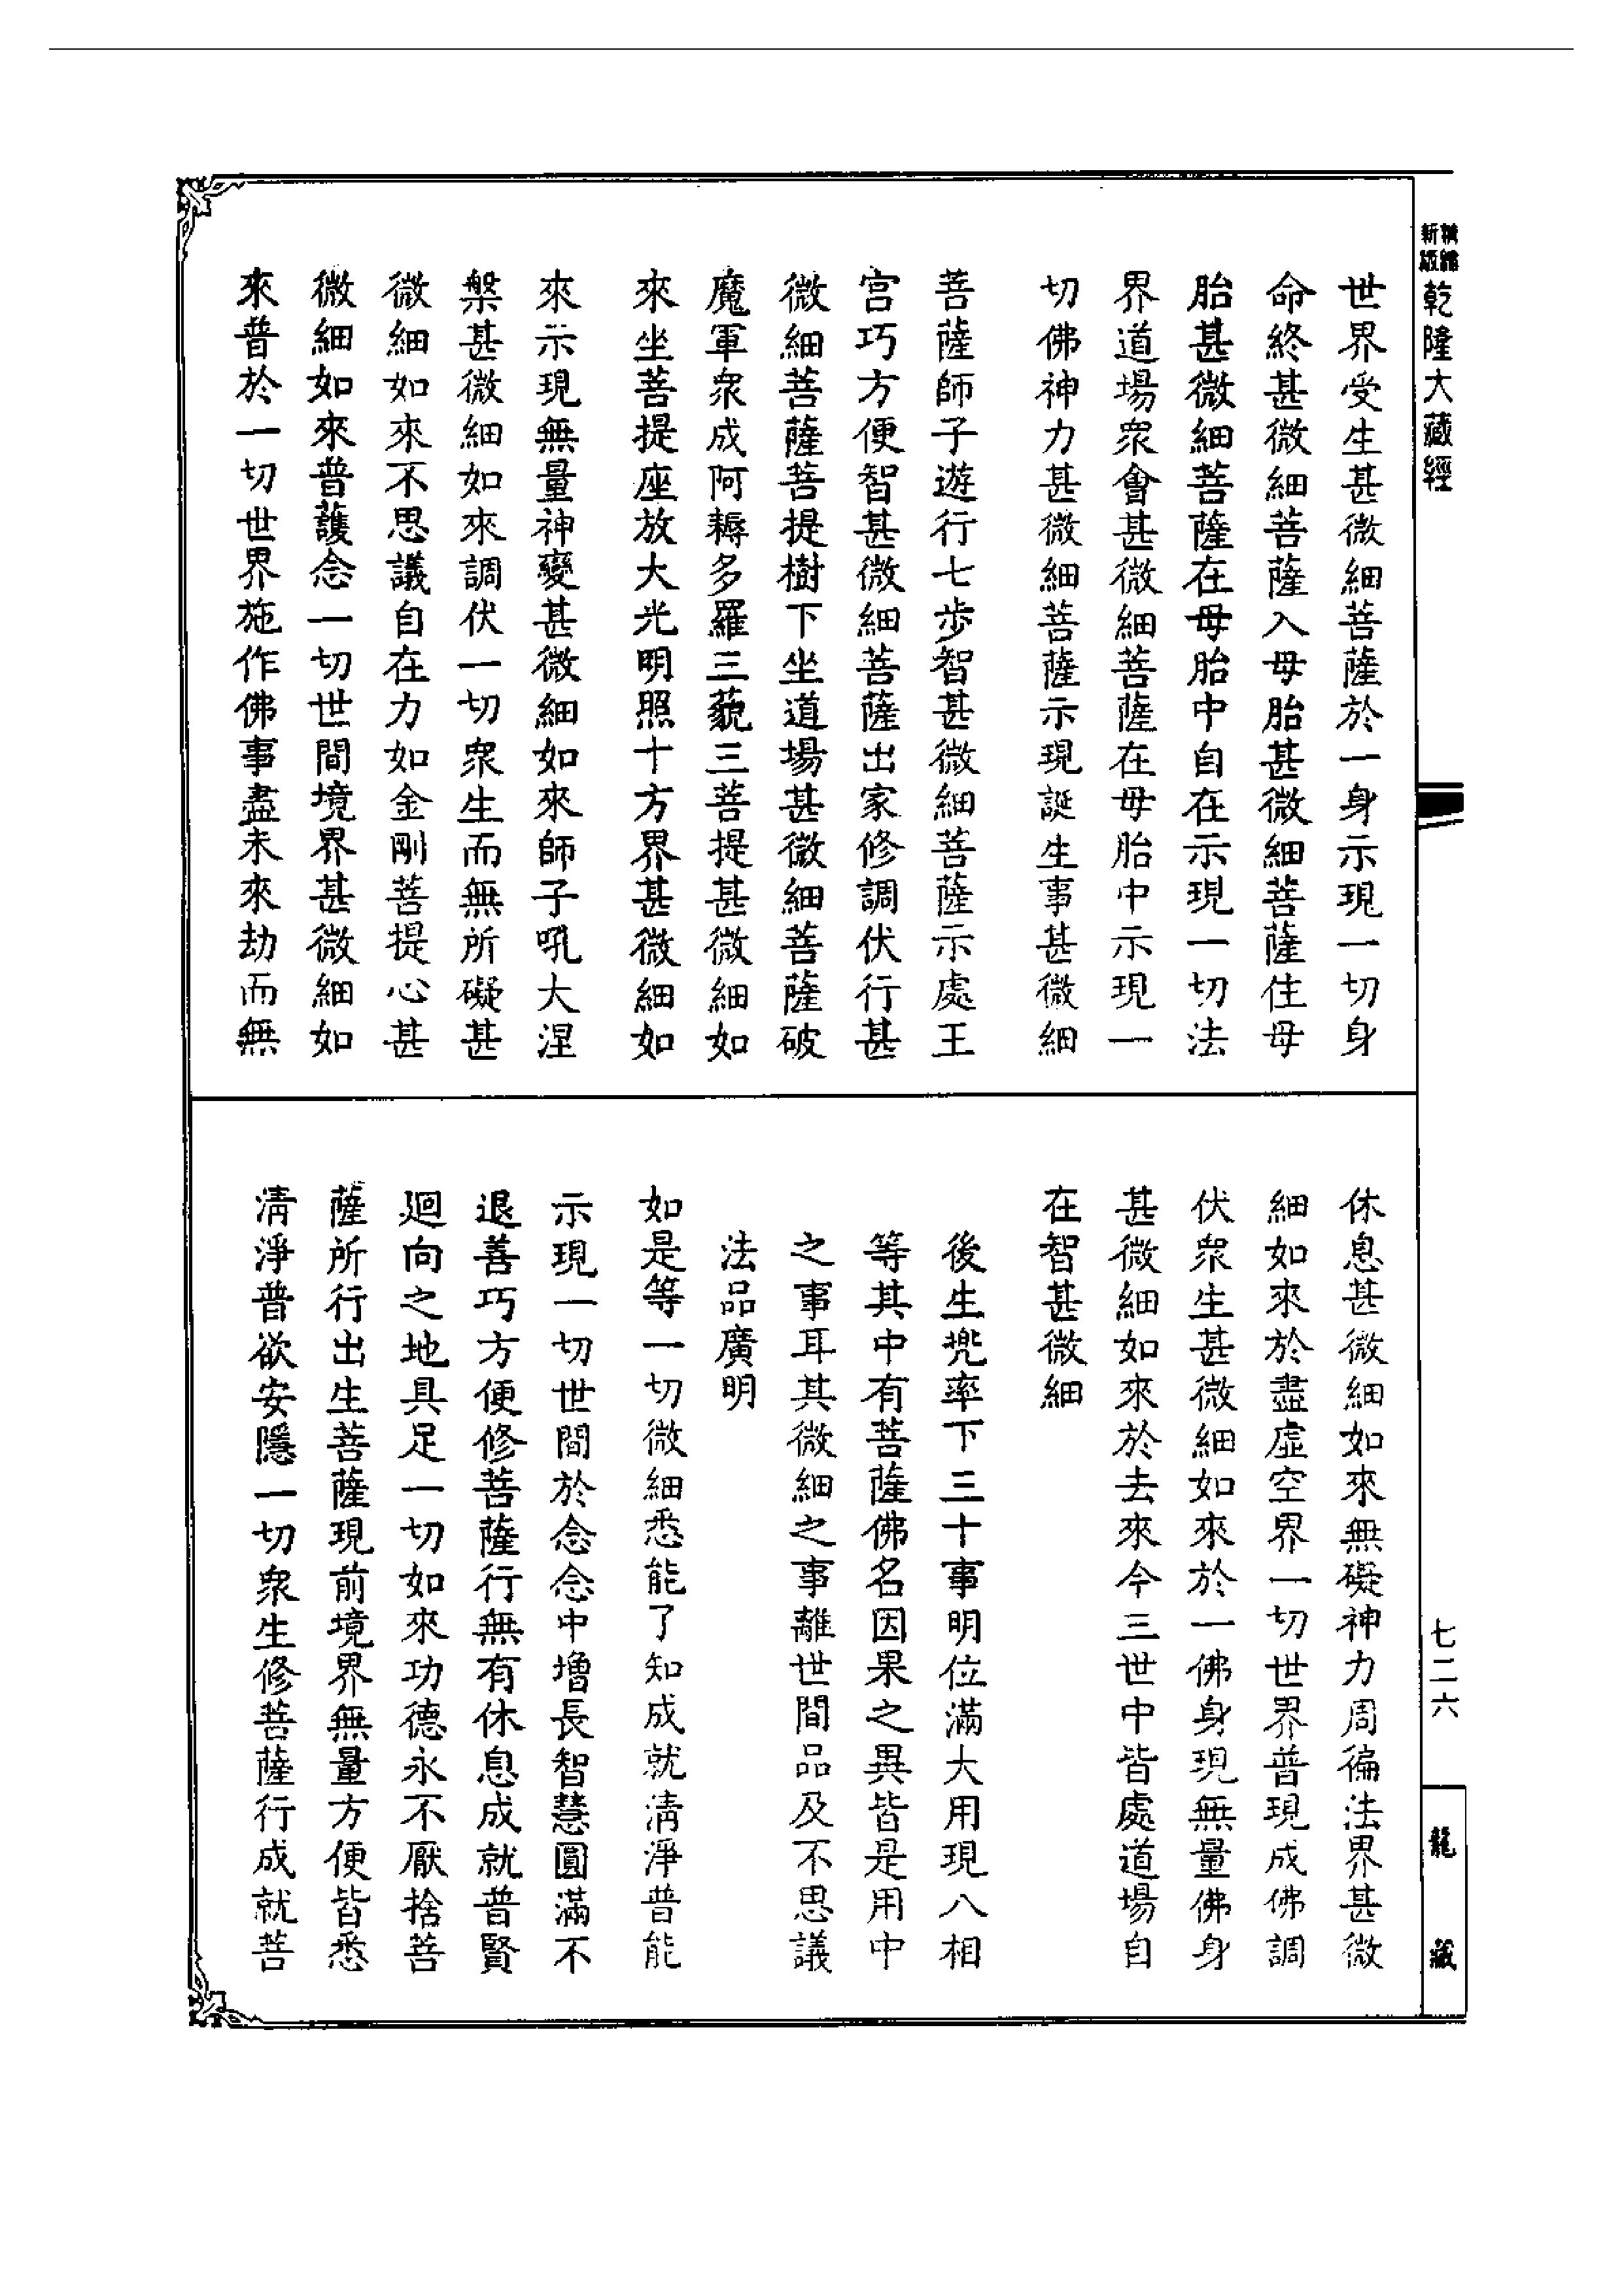 新版精縮乾隆大藏經
世界受生甚微細菩薩於一身示現一切身
命終甚微細菩薩入母胎甚微細菩薩住母
胎甚微細菩薩在母胎中自在示現一切法
界道場衆會甚微細菩薩在母胎中示現一
切佛神力甚微細菩薩示現誕生事甚微細
菩薩師子遊行七步智甚微細菩薩示處王
宫巧方便智甚微細菩薩出家修調伏行甚
微細菩薩菩提樹下坐道場甚微細菩薩破
魔軍衆成阿耨多羅三藐三菩提甚微細如
來坐菩提座放大光明照十方界甚微細如
來示現無量神變甚微細如來師子吼大涅
槃甚微細如來調伏一切衆生而無所礙甚
微細如來不思議自在力如金剛菩提心甚
微細如來普護念一切世間境界甚微細如
來普於一切世界施作佛事盡未來劫而無
休息甚微細如來無礙神力周徧法界甚微
細如來於盡虛空界一切世界普現成佛調
伏衆生甚微細如來於一佛身現無量佛身
甚微細如來於去來今三世中皆處道場自
在智甚微細
後生兜率下三十事明位滿大用現八相
等其中有菩薩佛名因果之異皆是用中
之事耳其微細之事離世間品及不思議
法品廣明
如是等一切微細悉能了知成就清淨普能
示現一切世間於念念中增長智慧圓滿不
退善巧方便修菩薩行無有休息成就普賢
迴向之地具足一切如來功德永不厭捨菩
薩所行出生菩薩現前境界無量方便皆悉
清淨普欲安隱一切衆生修菩薩行成就菩
七二六
龍藏